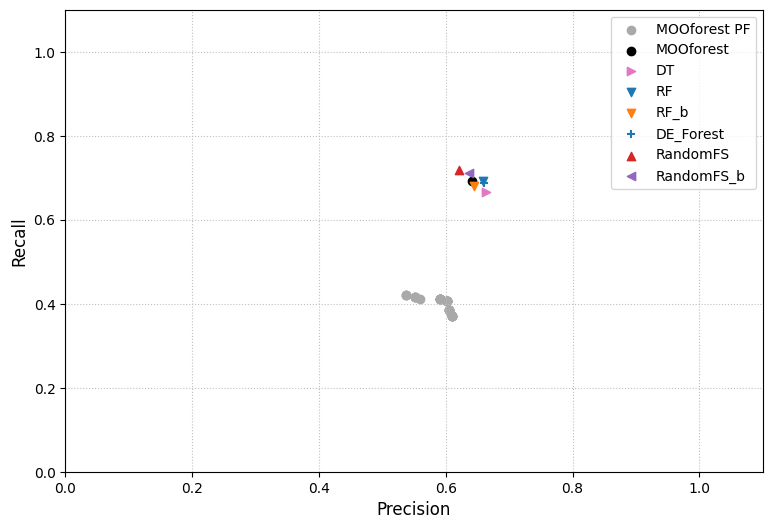 MOOforest PF
MOOforest
DT
RF
RF_b
DE_Forest
RandomFS
RandomFS_b
1.0
0.8
0.6
0.4
0.2
0.0
Recall
0.0 0.2 0.4 0.6 0.8 1.0
Precision